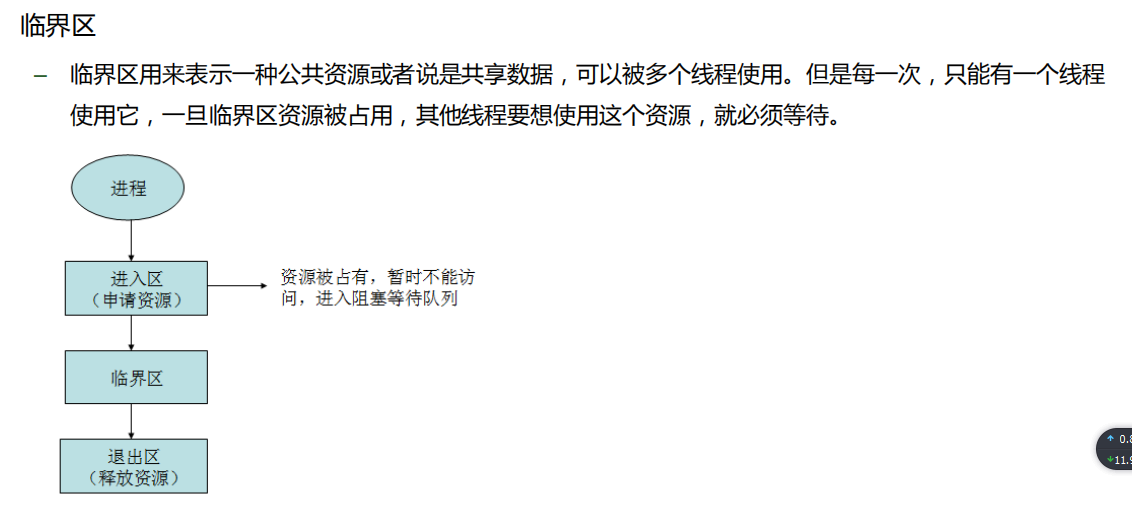 临界区
– 临界区用来表示一种公共资源或者说是共享数据，可以被多个线程使用。但是每一次，只能有一个线程
使用它，一旦临界区资源被占用，其他线程要想使用这个资源，就必须等待。
进程
进入区
（申请资源）
资源被占有，暂时不能访
问，进入阻塞等待队列
临界区
退出区
（释放资源）